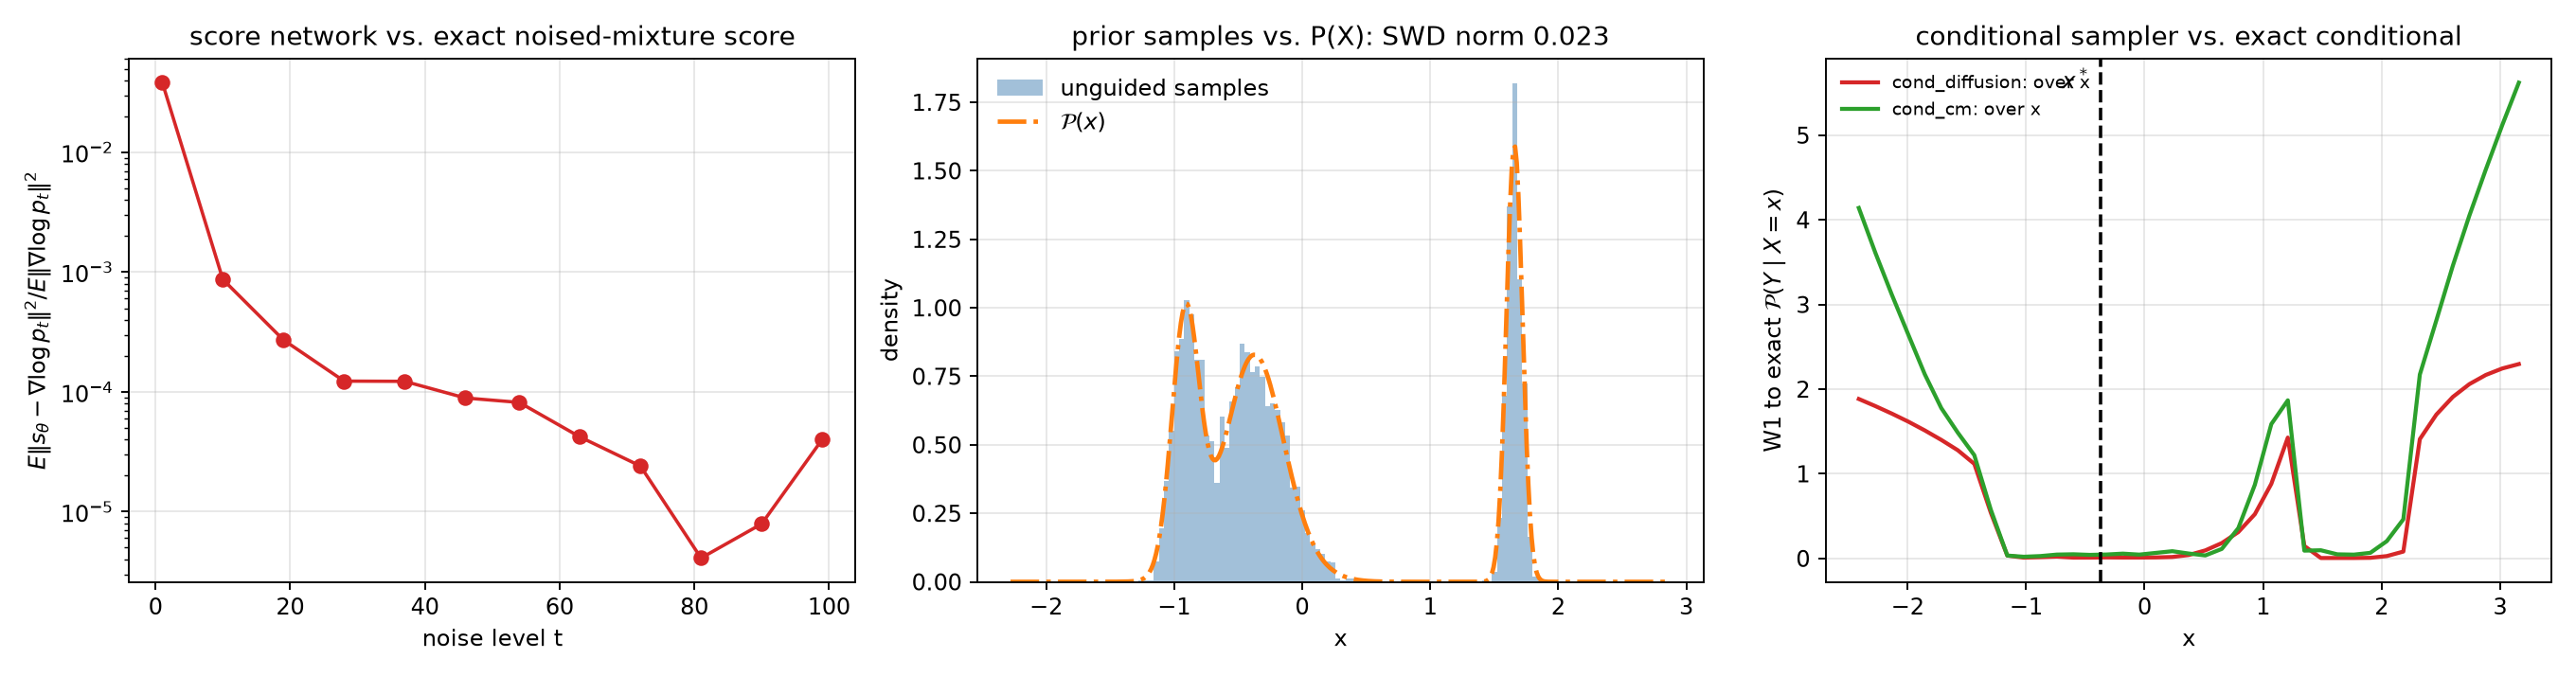 score network vs. exact noised-mixture score
E‖s_θ − ∇log p_t‖²/E‖∇log p_t‖²
10⁻²
10⁻³
10⁻⁴
10⁻⁵
0 20 40 60 80 100
noise level t
prior samples vs. P(X): SWD norm 0.023
unguided samples
𝒫(x)
density
1.75
1.50
1.25
1.00
0.75
0.50
0.25
0.00
−2 −1 0 1 2 3
x
conditional sampler vs. exact conditional
cond_diffusion: over x
x*
cond_cm: over x
W1 to exact 𝒫(Y | X = x)
5
4
3
2
1
0
−2 −1 0 1 2 3
x